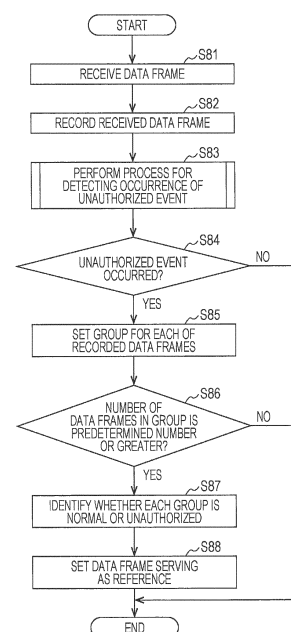 START
S81
RECEIVE DATA FRAME
S82
RECORD RECEIVED DATA FRAME
S83
PERFORM PROCESS FOR
DETECTING OCCURRENCE OF
UNAUTHORIZED EVENT
S84
UNAUTHORIZED EVENT
OCCURRED?
NO
YES
S85
SET GROUP FOR EACH OF
RECORDED DATA FRAMES
S86
NUMBER OF
DATA FRAMES IN GROUP IS
PREDETERMINED NUMBER
OR GREATER?
NO
YES
S87
IDENTIFY WHETHER EACH GROUP IS
NORMAL OR UNAUTHORIZED
S88
SET DATA FRAME SERVING
AS REFERENCE
END